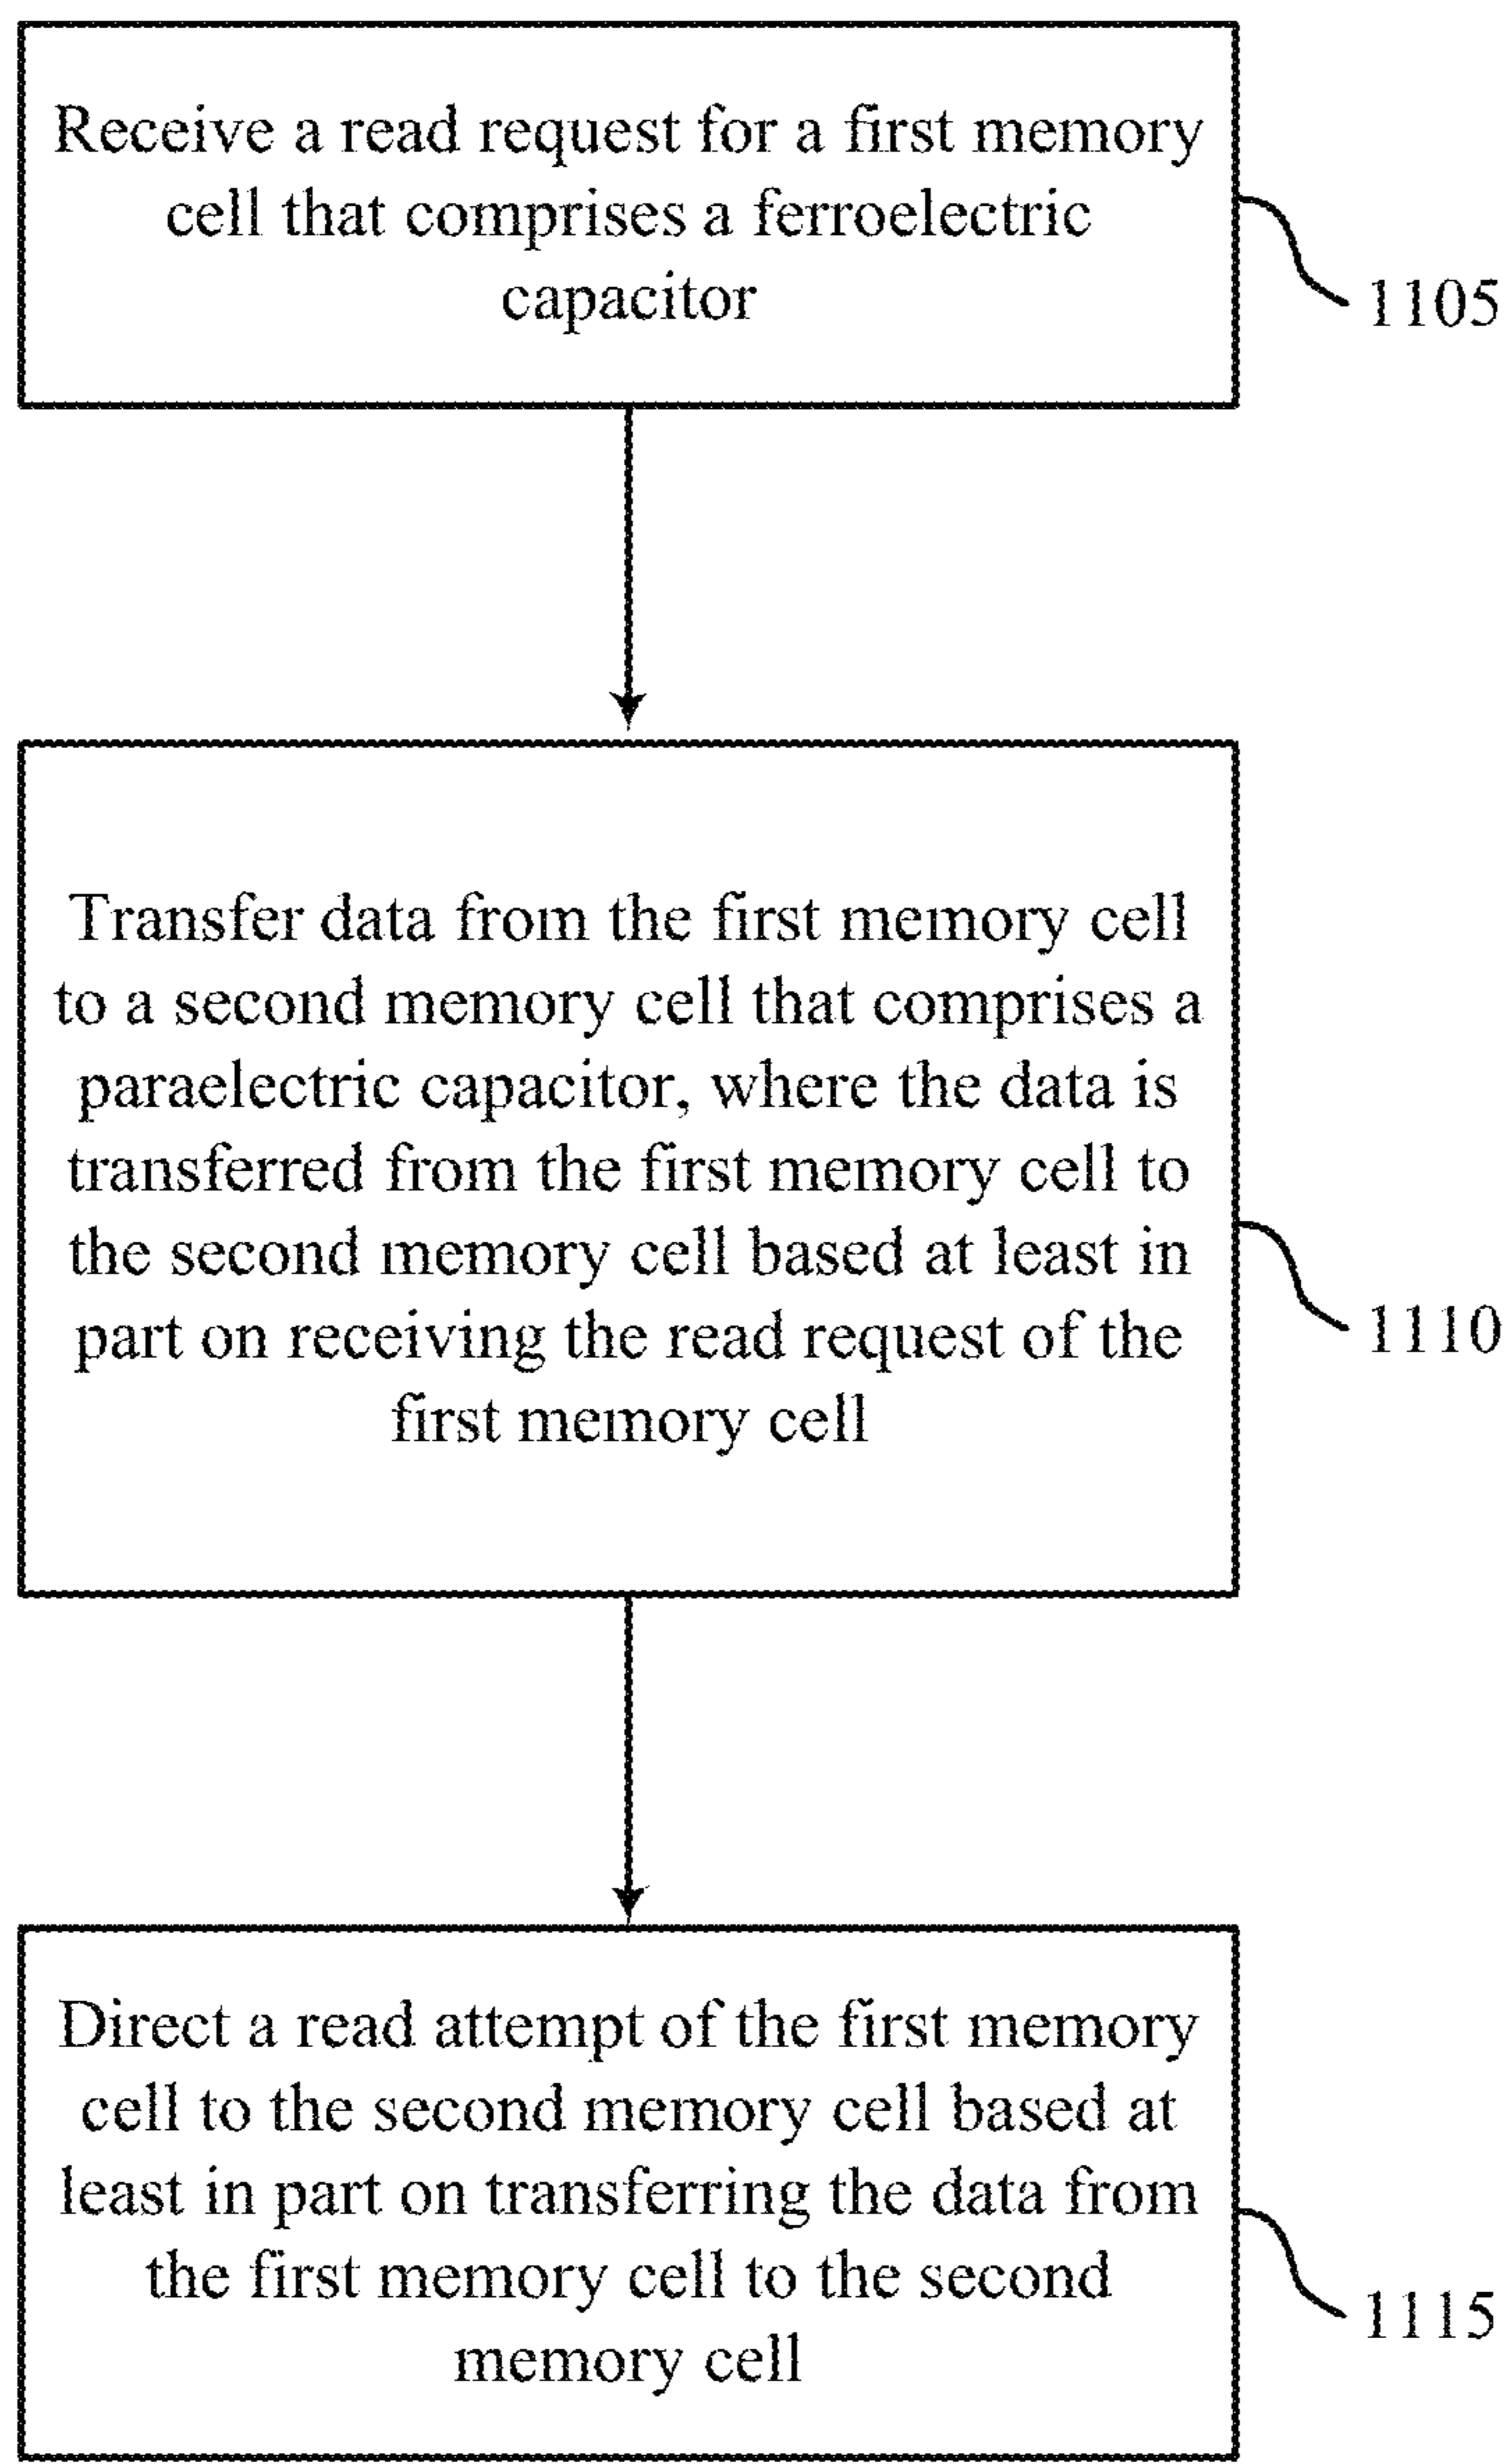 Receive a read request for a first memory
cell that comprises a ferroelectric
capacitor
1105
Transfer data from the first memory cell
to a second memory cell that comprises a
paraelectric capacitor, where the data is
transferred from the first memory cell to
the second memory cell based at least in
part on receiving the read request of the
first memory cell
1110
Direct a read attempt of the first memory
cell to the second memory cell based at
least in part on transferring the data from
the first memory cell to the second
memory cell
1115